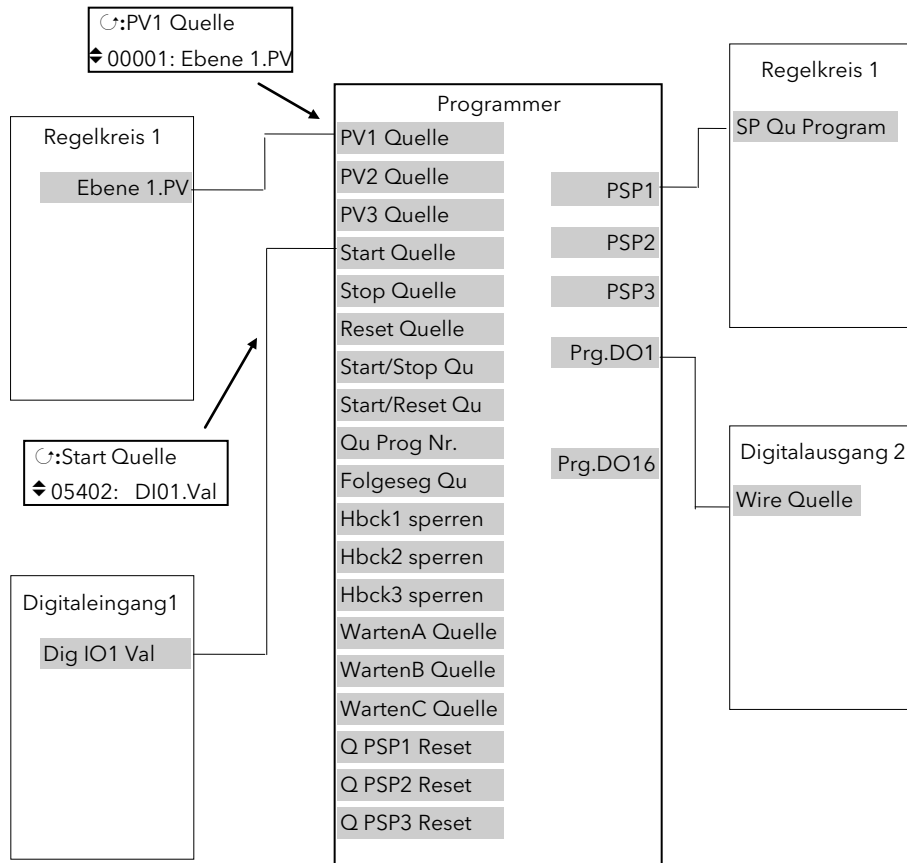 :PV1 Quelle
00001: Ebene 1.PV
Regelkreis 1
Ebene 1.PV
:Start Quelle
05402: DI01.Val
Digitaleingang1
Dig IO1 Val
Programmer
PV1 Quelle
PV2 Quelle
PV3 Quelle
Start Quelle
Stop Quelle
Reset Quelle
Start/Stop Qu
Start/Reset Qu
Qu Prog Nr.
Folgeseg Qu
Hbck1 sperren
Hbck2 sperren
Hbck3 sperren
WartenA Quelle
WartenB Quelle
WartenC Quelle
Q PSP1 Reset
Q PSP2 Reset
Q PSP3 Reset
PSP1
PSP2
PSP3
Prg.DO1
Prg.DO16
Regelkreis 1
SP Qu Program
Digitalausgang 2
Wire Quelle